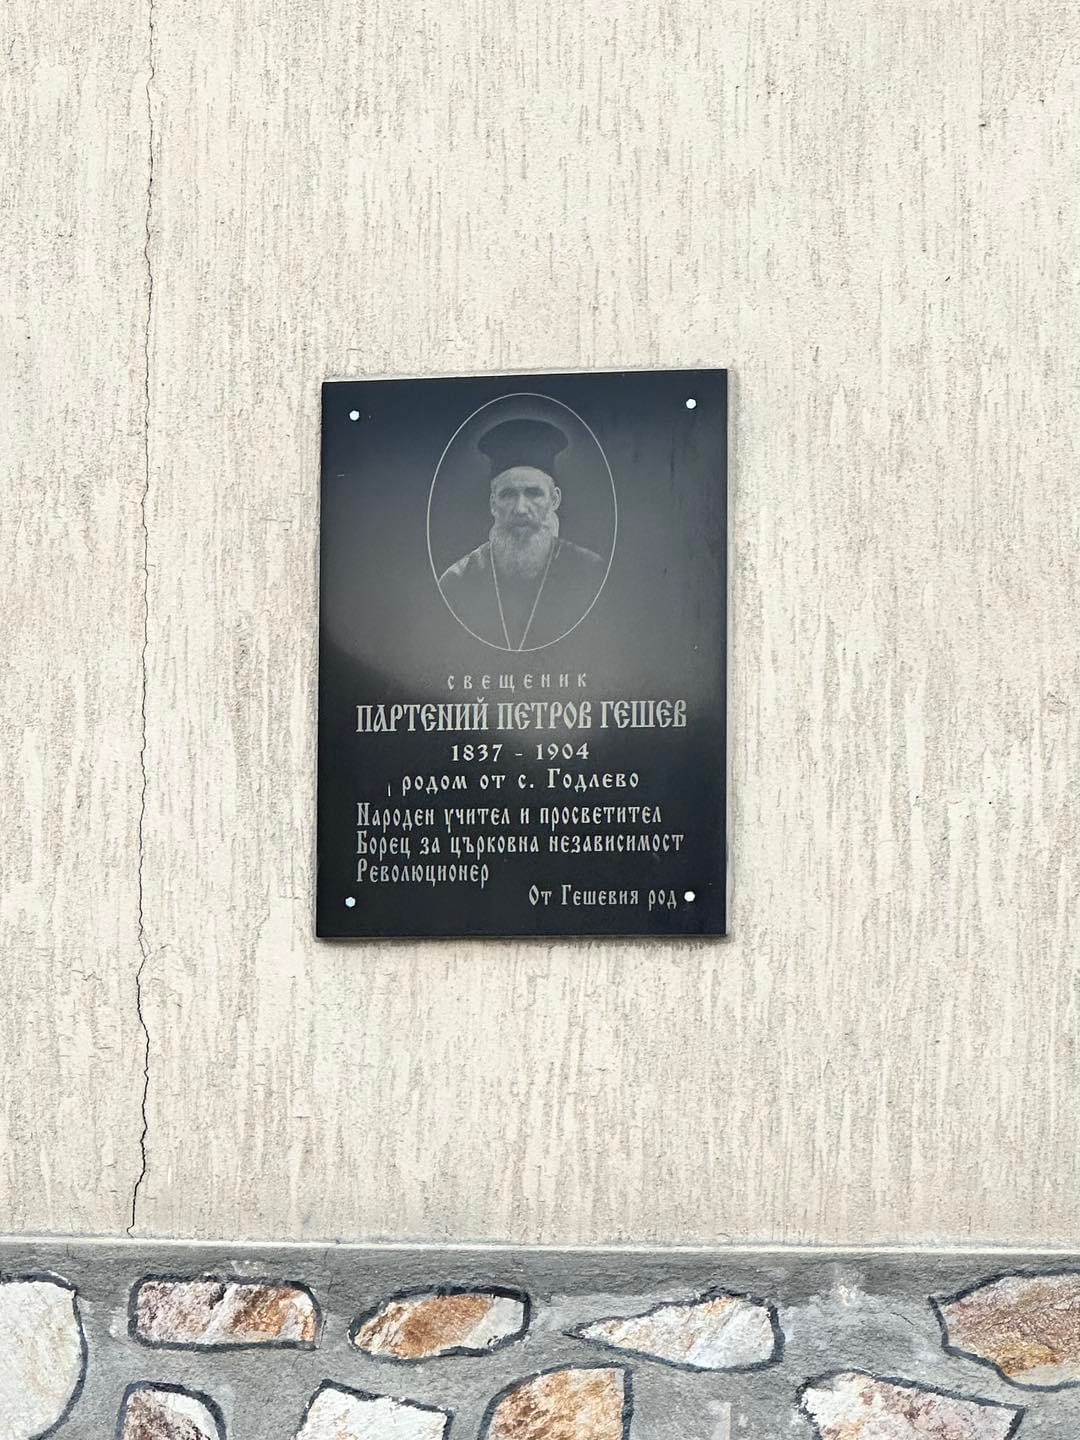 СВЕЩЕНИК
ПАРТЕНИЙ ПЕТРОВ ГЕШЕВ
1837 - 1904
родом от с. Годлево
Народен учител и просветител
Борец за църковна независимост
Революционер
От Гешевия род